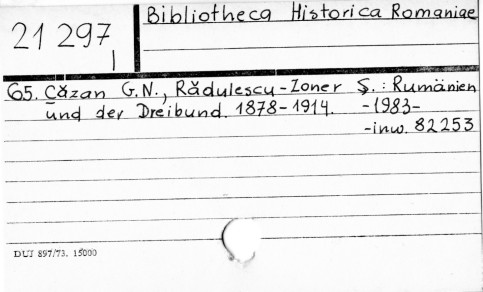 Bibliotheca Historica Romaniae
21 297
I
65. Căzan G.N., Rădulescu-Zoner Ş. : Rumänien
und der Dreibund. 1878-1914. -1983-
-inw. 82253
DUJ 897/73. 15000